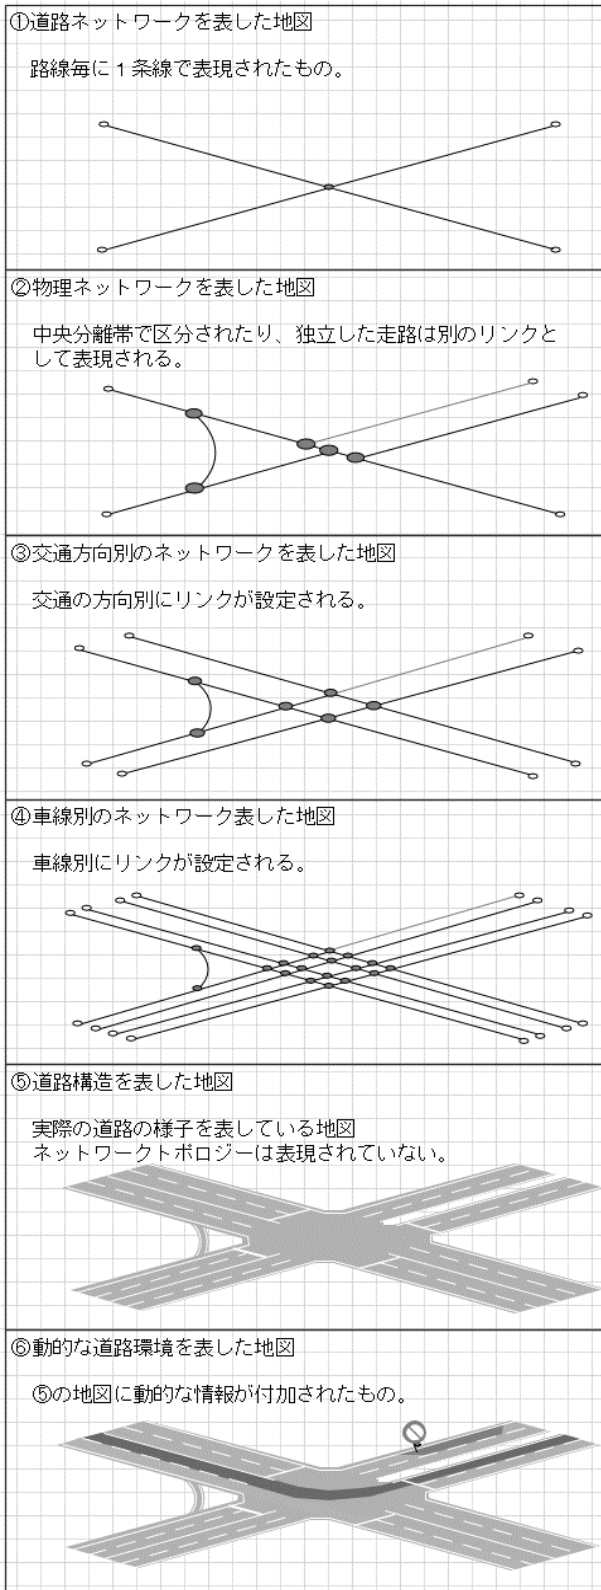 ①道路ネットワークを表した地図
路線毎に1条線で表現されたもの。
②物理ネットワークを表した地図
中央分離帯で区分されたり、独立した走路は別のリンクと
して表現される。
③交通方向別のネットワークを表した地図
交通の方向別にリンクが設定される。
④車線別のネットワーク表した地図
車線別にリンクが設定される。
⑤道路構造を表した地図
実際の道路の様子を表している地図
ネットワークトポロジーは表現されていない。
⑥動的な道路環境を表した地図
⑤の地図に動的な情報が付加されたもの。